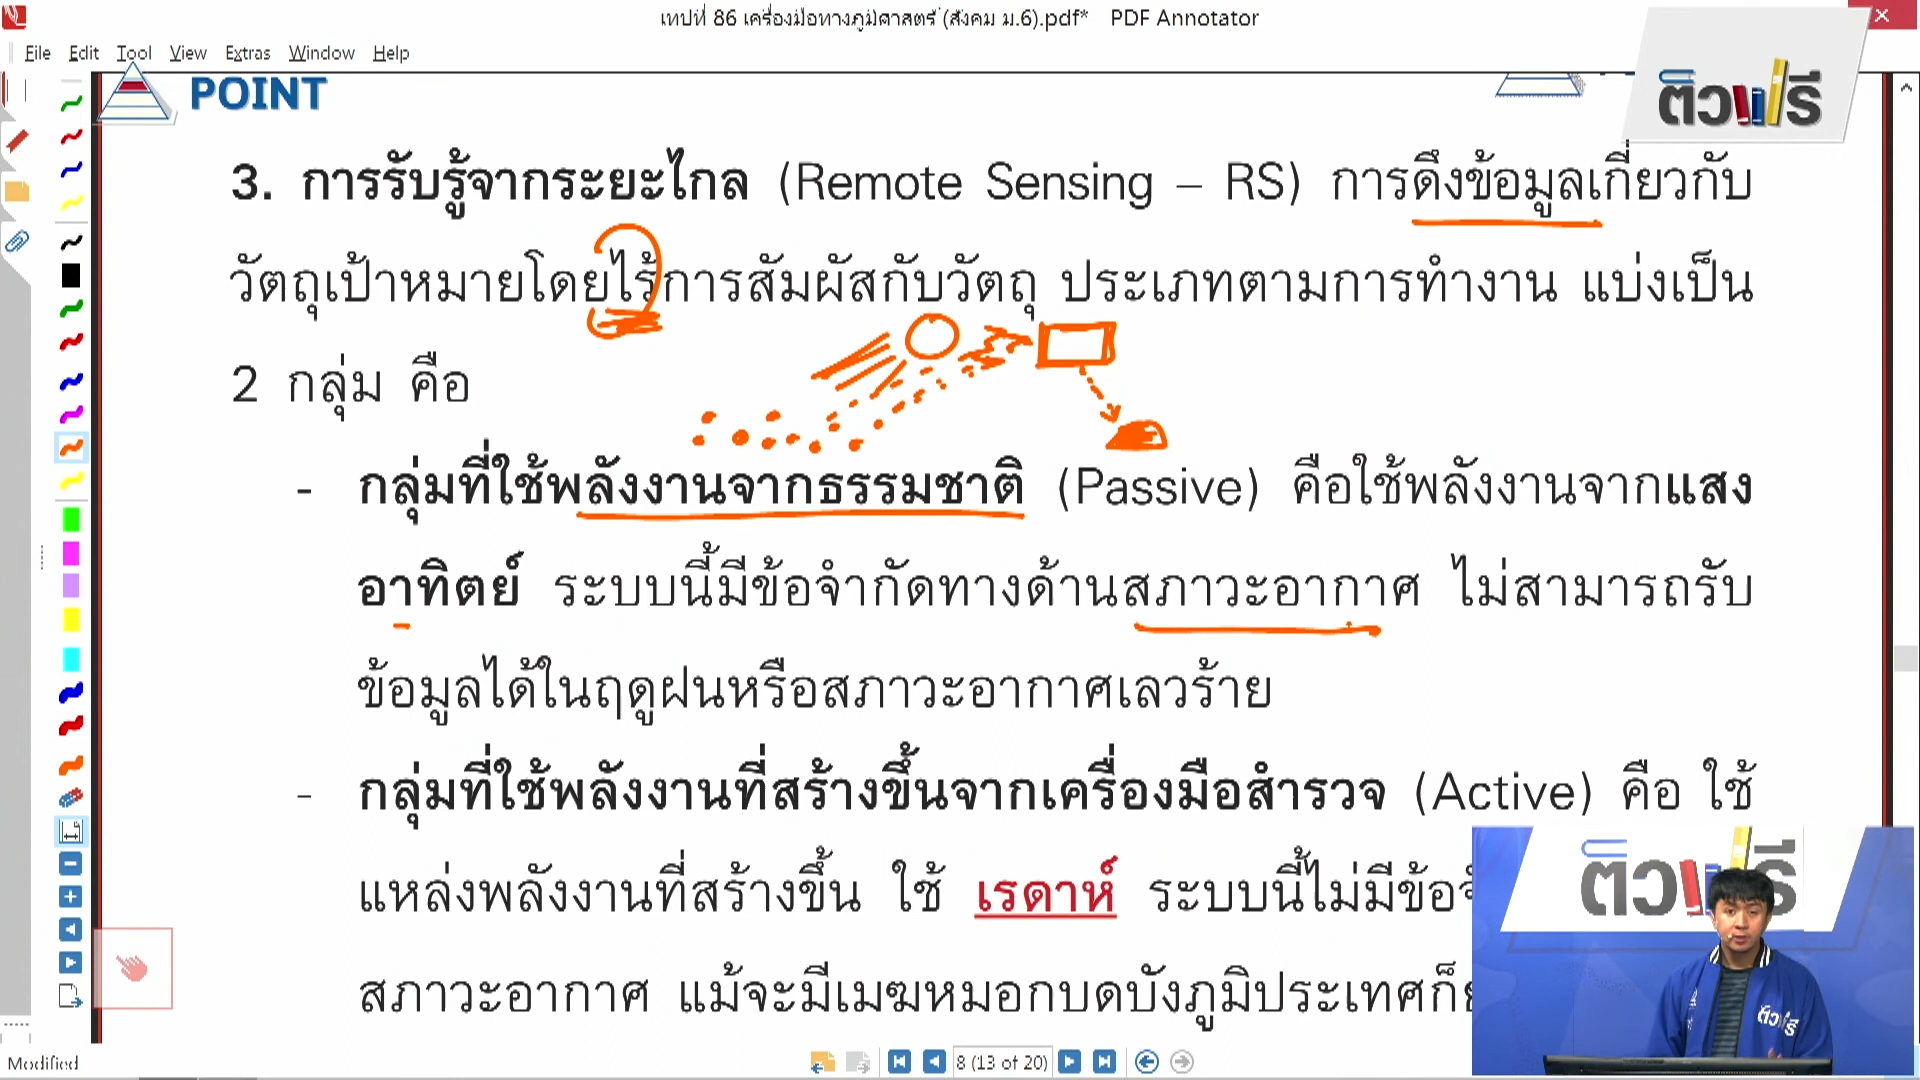 เทปที่ 86 เครื่องมือทางภูมิศาสตร์ (สังคม ม.6).pdf* PDF Annotator
File Edit Tool View Extras Window Help
ติวฟรี
POINT
3. การรับรู้จากระยะไกล (Remote Sensing – RS) การดึงข้อมูลเกี่ยวกับ
วัตถุเป้าหมายโดยไร้การสัมผัสกับวัตถุ ประเภทตามการทำงาน แบ่งเป็น
2 กลุ่ม คือ
- กลุ่มที่ใช้พลังงานจากธรรมชาติ (Passive) คือใช้พลังงานจากแสง
อาทิตย์ ระบบนี้มีข้อจำกัดทางด้านสภาวะอากาศ ไม่สามารถรับ
ข้อมูลได้ในฤดูฝนหรือสภาวะอากาศเลวร้าย
- กลุ่มที่ใช้พลังงานที่สร้างขึ้นจากเครื่องมือสำรวจ (Active) คือ ใช้
แหล่งพลังงานที่สร้างขึ้น ใช้ เรดาห์ ระบบนี้ไม่มี
สภาวะอากาศ แม้จะมีเมฆหมอกบดบังภูมิประเทศ
ติวฟรี
ติวฟรี
Modified
8 (13 of 20)